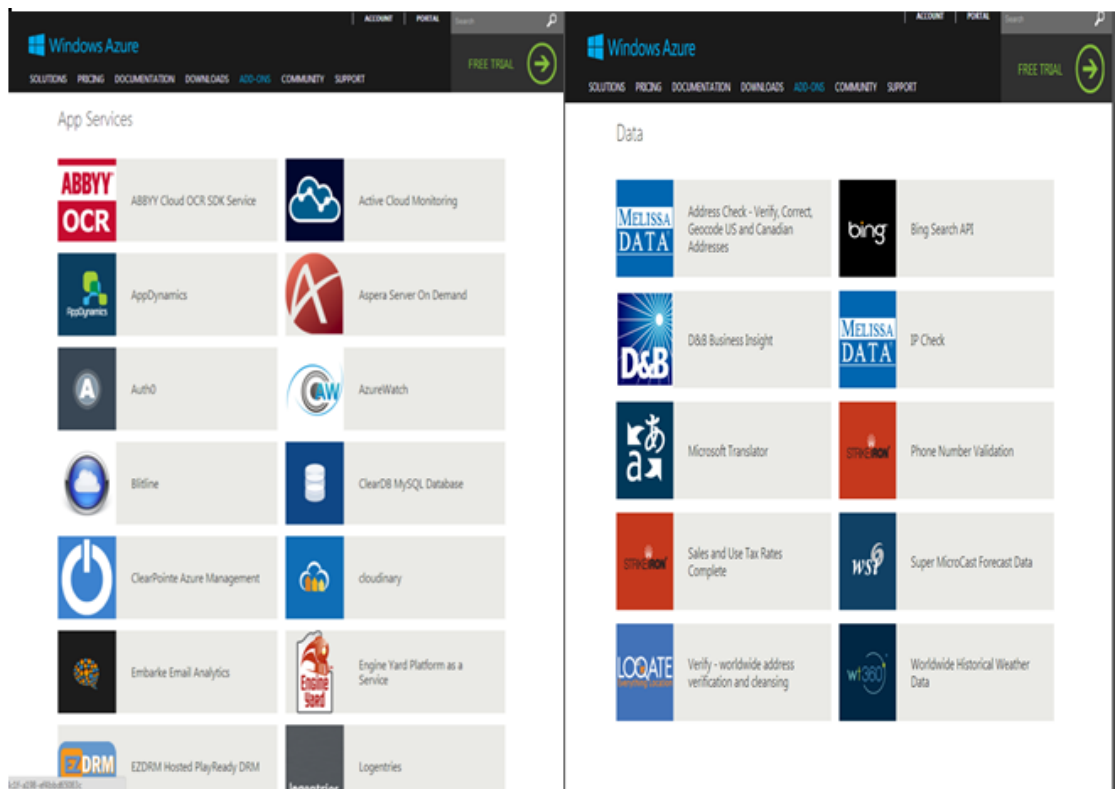 ACCOUNT PORTAL Search
Windows Azure
FREE TRIAL
SOLUTIONS PRICING DOCUMENTATION DOWNLOADS ADD-ONS COMMUNITY SUPPORT
App Services
ABBYY
OCR
ABBYY Cloud OCR SDK Service
Active Cloud Monitoring
AppDynamics
AppDynamics
Aspera Server On Demand
A
Auth0
CAW
AzureWatch
Blitline
ClearDB MySQL Database
ClearPointe Azure Management
cloudinary
Embarke Email Analytics
Engine
Yard
Engine Yard Platform as a
Service
EZDRM
EZDRM Hosted PlayReady DRM
logentries
Logentries
ACCOUNT PORTAL Search
Windows Azure
FREE TRIAL
SOLUTIONS PRICING DOCUMENTATION DOWNLOADS ADD-ONS COMMUNITY SUPPORT
Data
MELISSA
DATA
Address Check - Verify, Correct,
Geocode US and Canadian
Addresses
bing
Bing Search API
D&B
D&B Business Insight
MELISSA
DATA
IP Check
あ
a
Microsoft Translator
STRIKEIRON
Phone Number Validation
STRIKEIRON
Sales and Use Tax Rates
Complete
wsi
Super MicroCast Forecast Data
LOQATE
Everything Location
Verify - worldwide address
verification and cleansing
wt360
Worldwide Historical Weather
Data